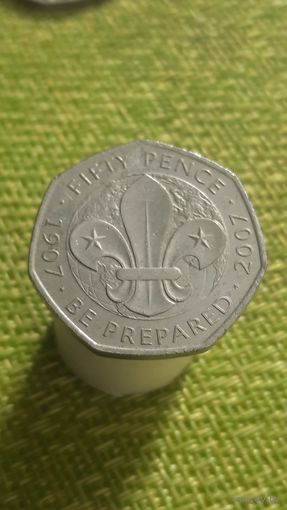 FIFTY PENCE
1907
2007
BE PREPARED